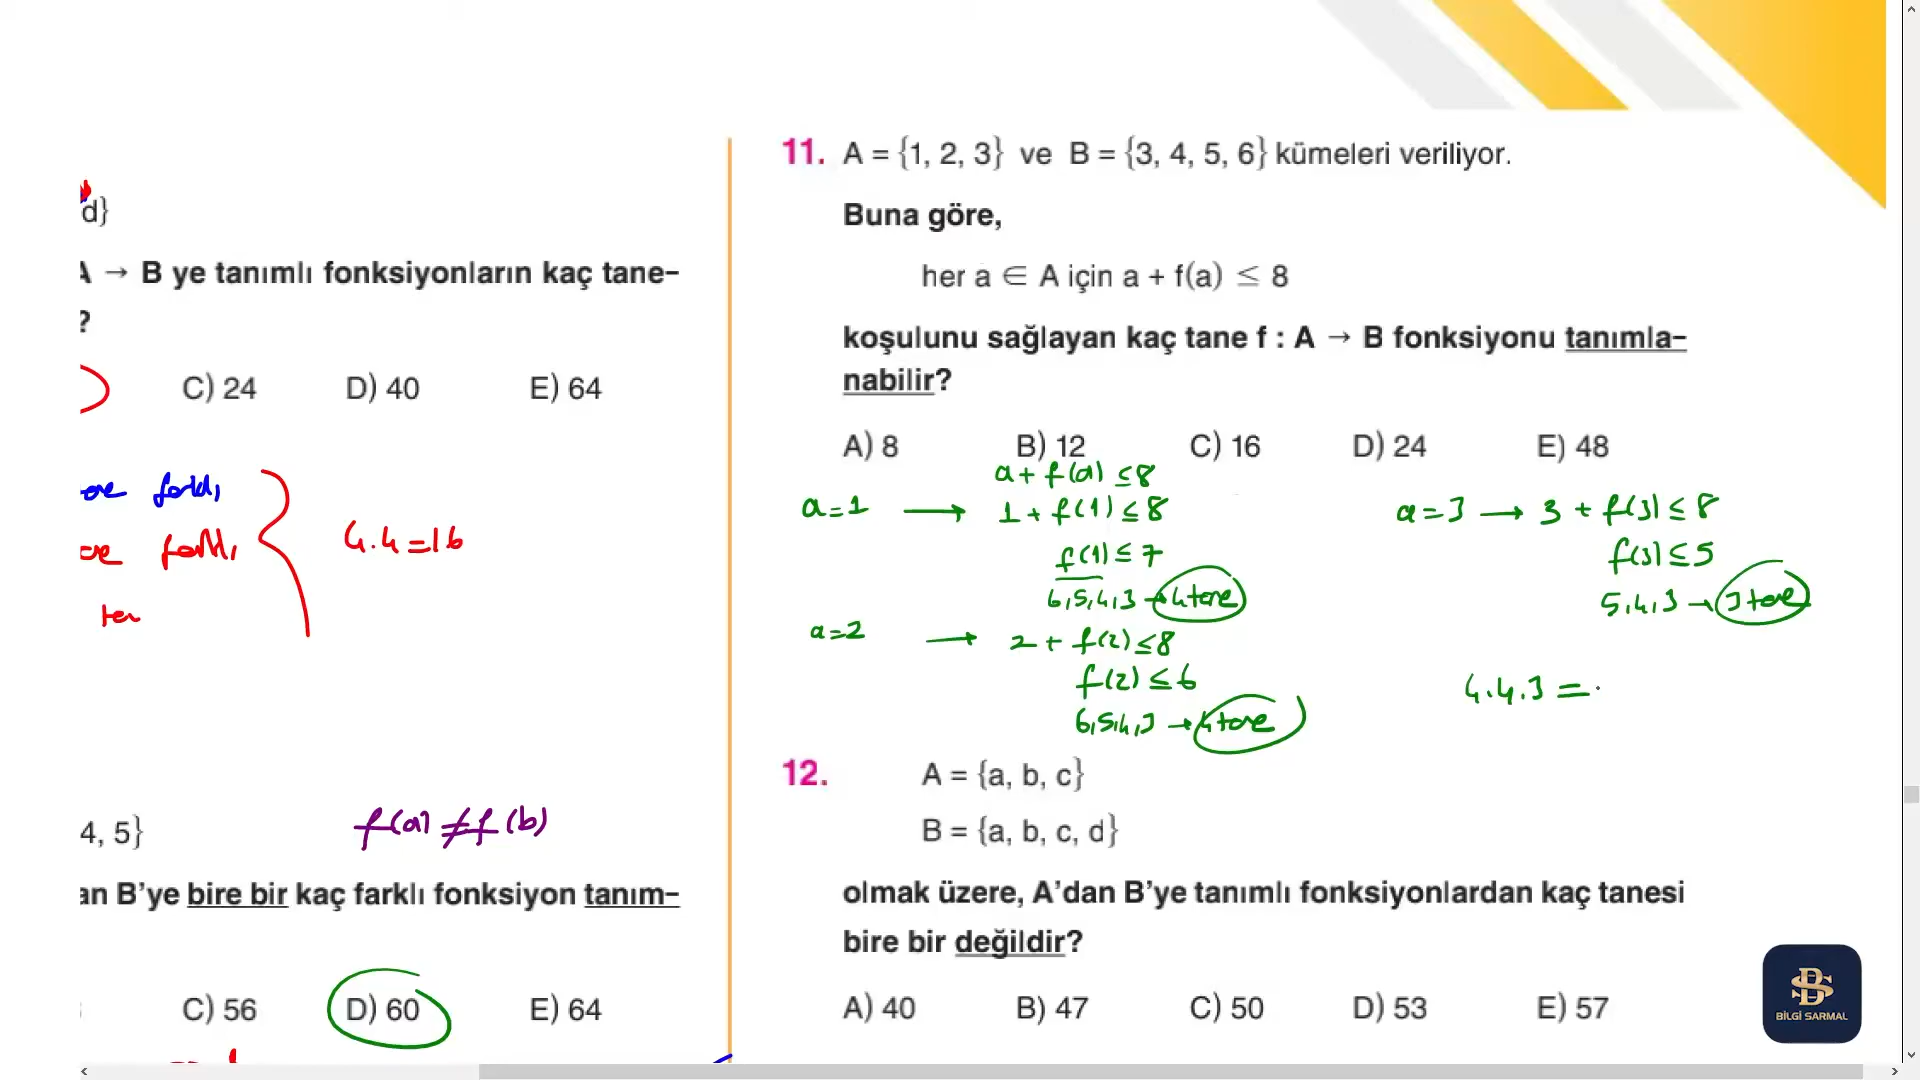 d}
A → B ye tanımlı fonksiyonların kaç tane-
?
C) 24 D) 40 E) 64
farklı
farklı
4.4=16
4, 5}
f(a) ≠ f(b)
an B'ye bire bir kaç farklı fonksiyon tanım-
C) 56 D) 60 E) 64
11. A = {1, 2, 3} ve B = {3, 4, 5, 6} kümeleri veriliyor.
Buna göre,
her a ∈ A için a + f(a) ≤ 8
koşulunu sağlayan kaç tane f : A → B fonksiyonu tanımla-
nabilir?
A) 8 B) 12 C) 16 D) 24 E) 48
a + f(a) ≤8
a=1 → 1 + f(1) ≤ 8
f(1) ≤ 7
6,5,4,3 → 4 tane
a=2 → 2 + f(2) ≤8
f(2) ≤ 6
6,5,4,3 → 4 tane
a=3 → 3 + f(3) ≤ 8
f(3) ≤ 5
5,4,3 → 3 tane
4.4.3 =
12. A = {a, b, c}
B = {a, b, c, d}
olmak üzere, A'dan B'ye tanımlı fonksiyonlardan kaç tanesi
bire bir değildir?
A) 40 B) 47 C) 50 D) 53 E) 57
BİLGİ SARMAL